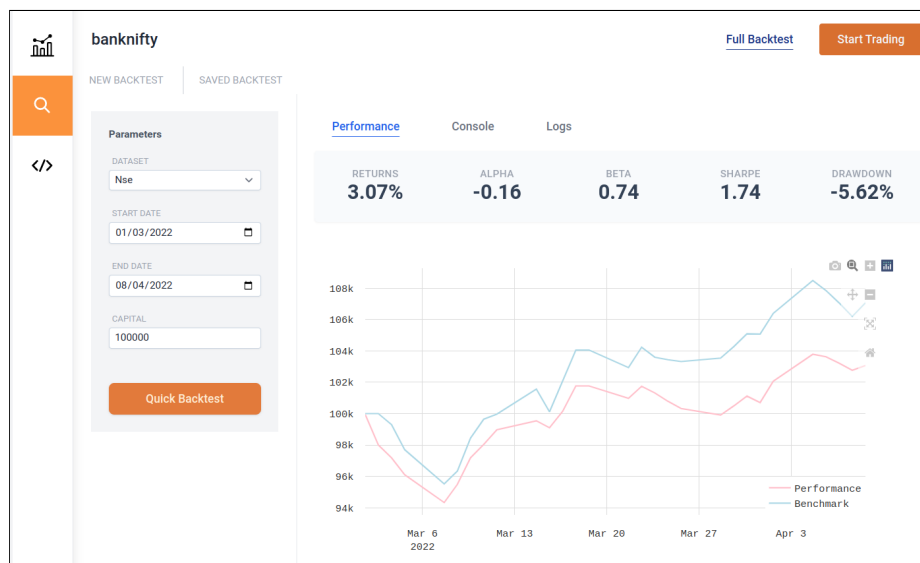 banknifty
Full Backtest
Start Trading
NEW BACKTEST
SAVED BACKTEST
Parameters
DATASET
Nse
START DATE
01/03/2022
END DATE
08/04/2022
CAPITAL
100000
Quick Backtest
Performance
Console
Logs
RETURNS
3.07%
ALPHA
-0.16
BETA
0.74
SHARPE
1.74
DRAWDOWN
-5.62%
108k
106k
104k
102k
100k
98k
96k
94k
Mar 6
2022
Mar 13
Mar 20
Mar 27
Apr 3
Performance
Benchmark